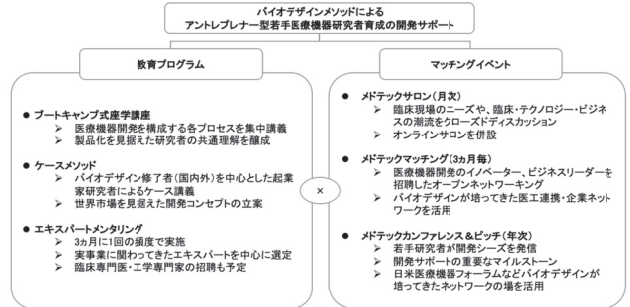 バイオデザインメソッドによる
アントレプレナー型若手医療機器研究者育成の開発サポート
教育プログラム
● ブートキャンプ式座学講座
➢ 医療機器開発を構成する各プロセスを集中講義
➢ 製品化を見据えた研究者の共通理解を醸成
● ケースメソッド
➢ バイオデザイン修了者(国内外)を中心とした起業
家研究者によるケース講義
➢ 世界市場を見据えた開発コンセプトの立案
● エキスパートメンタリング
➢ 3ヵ月に1回の頻度で実施
➢ 実事業に関わってきたエキスパートを中心に選定
➢ 臨床専門医・工学専門家の招聘も予定
×
マッチングイベント
● メドテックサロン(月次)
➢ 臨床現場のニーズや、臨床・テクノロジー・ビジネ
スの潮流をクローズドディスカッション
➢ オンラインサロンを併設
● メドテックマッチング(3ヵ月毎)
➢ 医療機器開発のイノベーター、ビジネスリーダーを
招聘したオープンネットワーキング
➢ バイオデザインが培ってきた医工連携・企業ネット
ワークを活用
● メドテックカンファレンス&ピッチ(年次)
➢ 若手研究者が開発シーズを発信
➢ 開発サポートの重要なマイルストーン
➢ 日米医療機器フォーラムなどバイオデザインが
培ってきたネットワークの場を活用